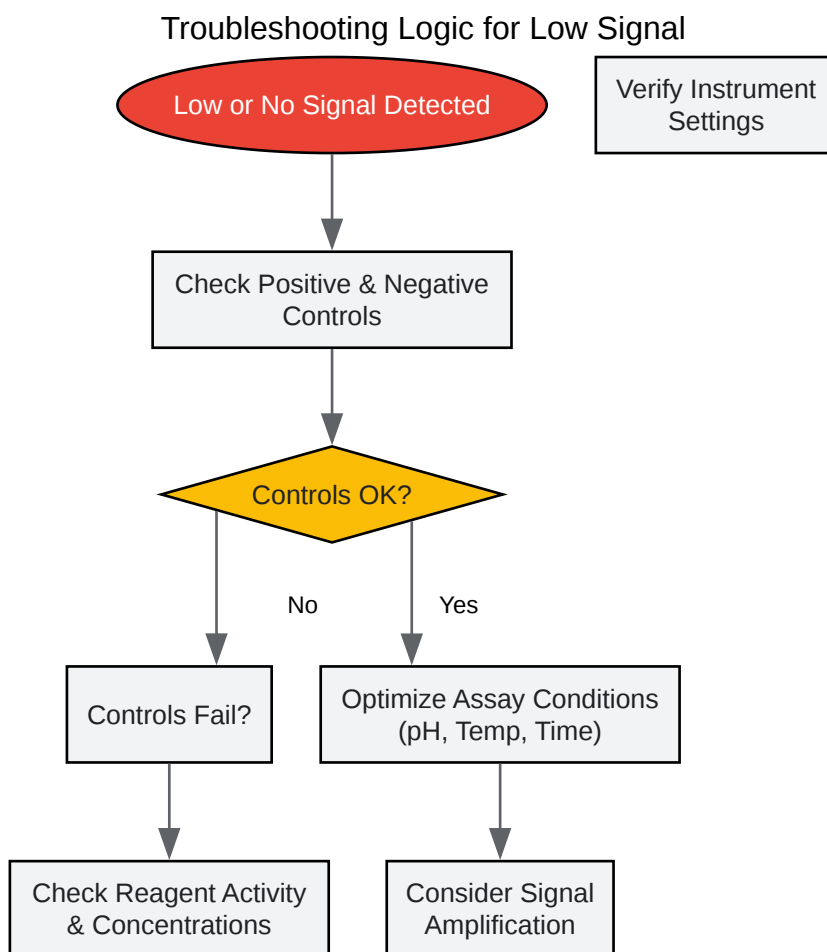 Troubleshooting Logic for Low Signal
Low or No Signal Detected
Verify Instrument
Settings
Check Positive & Negative
Controls
Controls OK?
No
Yes
Controls Fail?
Optimize Assay Conditions
(pH, Temp, Time)
Check Reagent Activity
& Concentrations
Consider Signal
Amplification